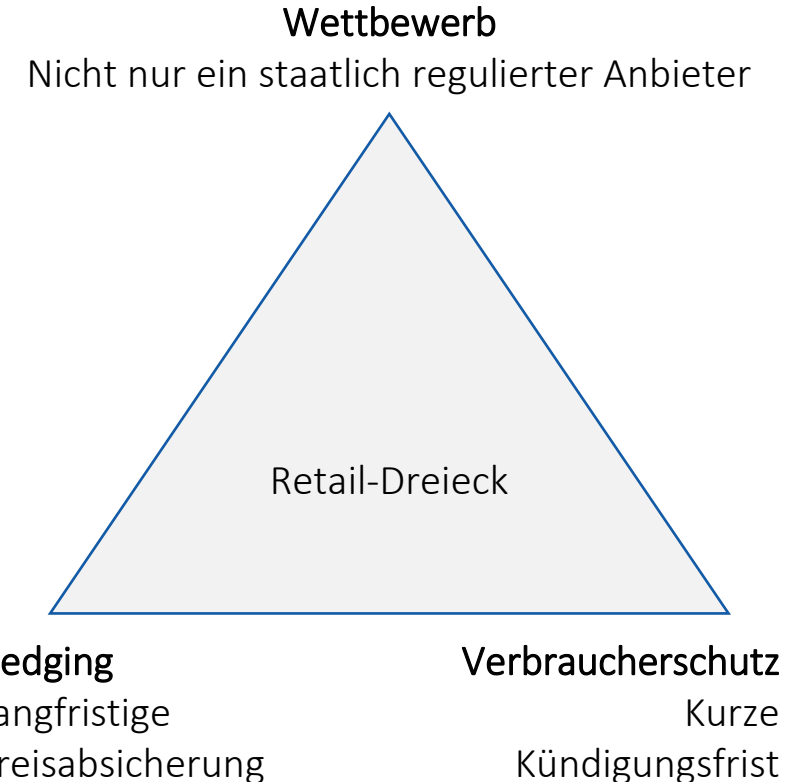 Wettbewerb
Nicht nur ein staatlich regulierter Anbieter
Retail-Dreieck
edging
angfristige
reisabsicherung
Verbraucherschutz
Kurze
Kündigungsfrist